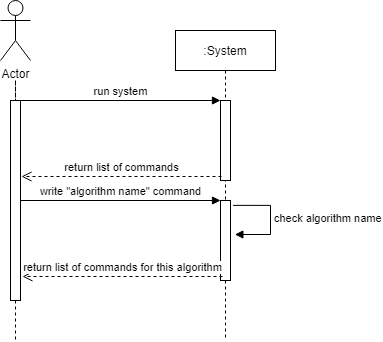 :System
Actor
run system
return list of commands
write "algorithm name" command
check algorithm name
return list of commands for this algorithm